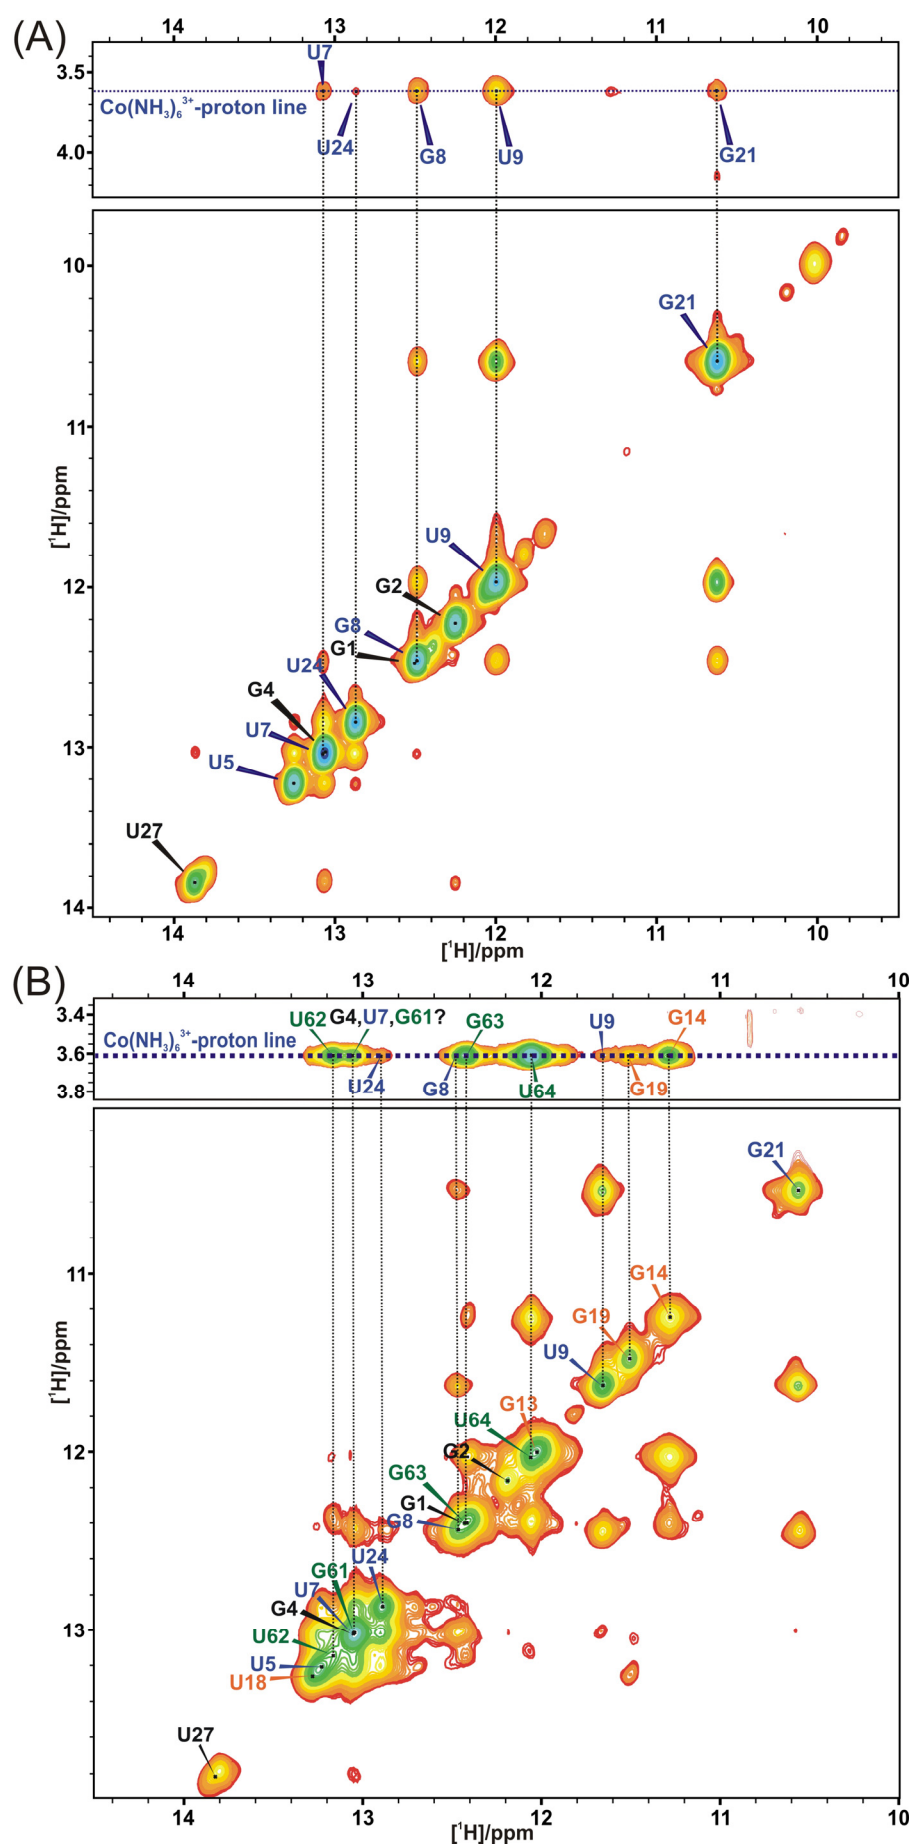 (A)
14 13 12 11 10
U7
3.5
Co(NH3)6 3+-proton line
U24 G8 U9 G21
4.0
10
G21
11
[1H]/ppm
U9
12
G2
G8
G1
U24
G4
13
U7
U5
U27
14
14 13 12 11 10
[1H]/ppm
(B)
14 13 12 11 10
3.4
U62 G4,U7,G61? G63 U9 G14
Co(NH3)6 3+-proton line
3.6
U24 G8 U64 G19
3.8
G21
11
G14
G19
U9
[1H]/ppm
G13
U64
12
G2
G63
G1
G8
U24
G61
U7
G4
13
U62
U5
U18
U27
14 13 12 11 10
[1H]/ppm